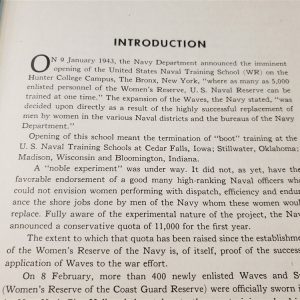 INTRODUCTION
ON 9 January 1943, the Navy Department announced the imminent
opening of the United States Naval Training School (WR) on the
Hunter College Campus, The Bronx, New York, "where as many as 5,000
enlisted personnel of the Women's Reserve, U. S. Naval Reserve can be
trained at one time." The expansion of the Waves, the Navy stated, "was
decided upon directly as a result of the highly successful replacement of
men by women in the various Naval districts and the bureaus of the Navy
Department."
Opening of this school meant the termination of "boot" training at the
U. S. Naval Training Schools at Cedar Falls, Iowa; Stillwater, Oklahoma;
Madison, Wisconsin and Bloomington, Indiana.
A "noble experiment" was under way. It did not, as yet, have the
favorable endorsement of a good many high-ranking Naval officers who
could not envision women performing with dispatch, efficiency and endur-
ance the shore jobs done by men of the Navy whom these women would
replace. Fully aware of the experimental nature of the project, the Navy
announced a conservative quota of 11,000 for the first year.
The extent to which that quota has been raised since the establishme
of the Women's Reserve of the Navy is, of itself, proof of the success
application of Waves to the war effort.
On 8 February, more than 400 newly enlisted Waves and S
(Women's Reserve of the Coast Guard Reserve) were officially sworn i